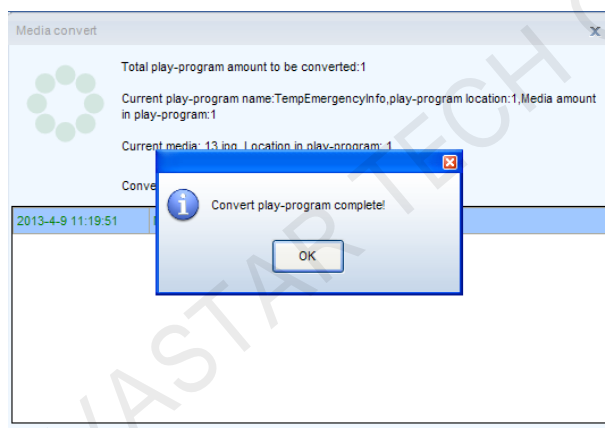 Media convert
Total play-program amount to be converted:1
Current play-program name:TempEmergencyInfo,play-program location:1,Media amount
in play-program:1
Current media: 13.jpg Location in play-program: 1
Convert play-program complete!
OK
2013-4-9 11:19:51
VASTAR TECH